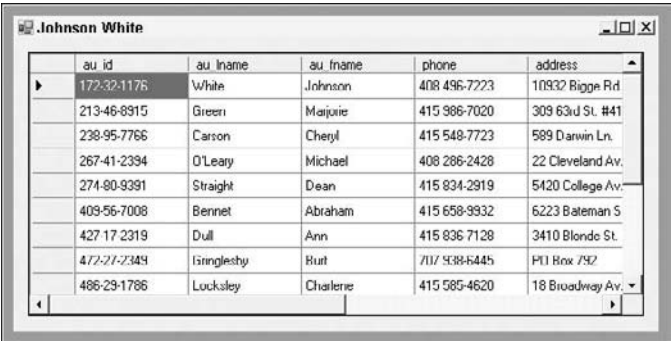 Johnson White
au_id au_lname au_fname phone address
172-32-1176 White Johnson 408 496-7223 10932 Bigge Rd
213-46-8915 Green Marjorie 415 986-7020 309 63rd St. #41
238-95-7766 Carson Cheryl 415 548-7723 589 Darwin Ln.
267-41-2394 O'Leary Michael 408 286-2428 22 Cleveland Av.
274-80-9391 Straight Dean 415 834-2919 5420 College Av.
409-56-7008 Bennet Abraham 415 658-9932 6223 Bateman S
427-17-2319 Dull Ann 415 836-7128 3410 Blonde St.
472-27-2349 Gringlesby Burt 707 938-6445 PO Box 792
486-29-1786 Locksley Charlene 415 585-4620 18 Broadway Av.